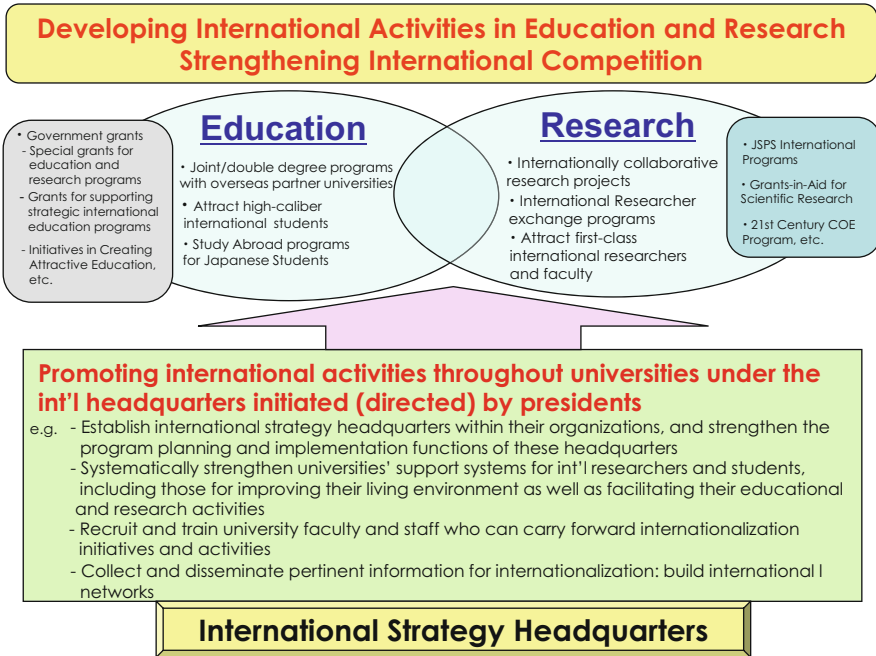 Developing International Activities in Education and Research
Strengthening International Competition
• Government grants
- Special grants for
education and
research programs
- Grants for supporting
strategic international
education programs
- Initiatives in Creating
Attractive Education,
etc.
Education
・Joint/double degree programs
with overseas partner universities
• Attract high-caliber
international students
・Study Abroad programs
for Japanese Students
Research
・Internationally collaborative
research projects
・International Researcher
exchange programs
・Attract first-class
international researchers
and faculty
・JSPS International
Programs
・Grants-in-Aid for
Scientific Research
・21st Century COE
Program, etc.
Promoting international activities throughout universities under the
int’l headquarters initiated (directed) by presidents
e.g. - Establish international strategy headquarters within their organizations, and strengthen the
program planning and implementation functions of these headquarters
- Systematically strengthen universities’ support systems for int’l researchers and students,
including those for improving their living environment as well as facilitating their educational
and research activities
- Recruit and train university faculty and staff who can carry forward internationalization
initiatives and activities
- Collect and disseminate pertinent information for internationalization: build international l
networks
International Strategy Headquarters